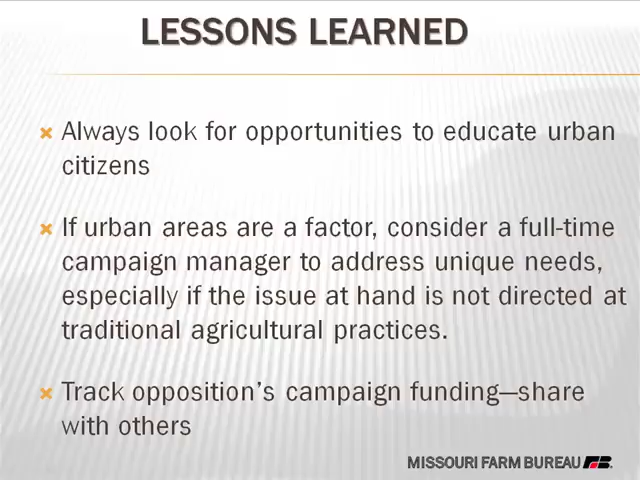 LESSONS LEARNED
Always look for opportunities to educate urban
citizens
If urban areas are a factor, consider a full-time
campaign manager to address unique needs,
especially if the issue at hand is not directed at
traditional agricultural practices.
Track opposition's campaign funding—share
with others
MISSOURI FARM BUREAU FB